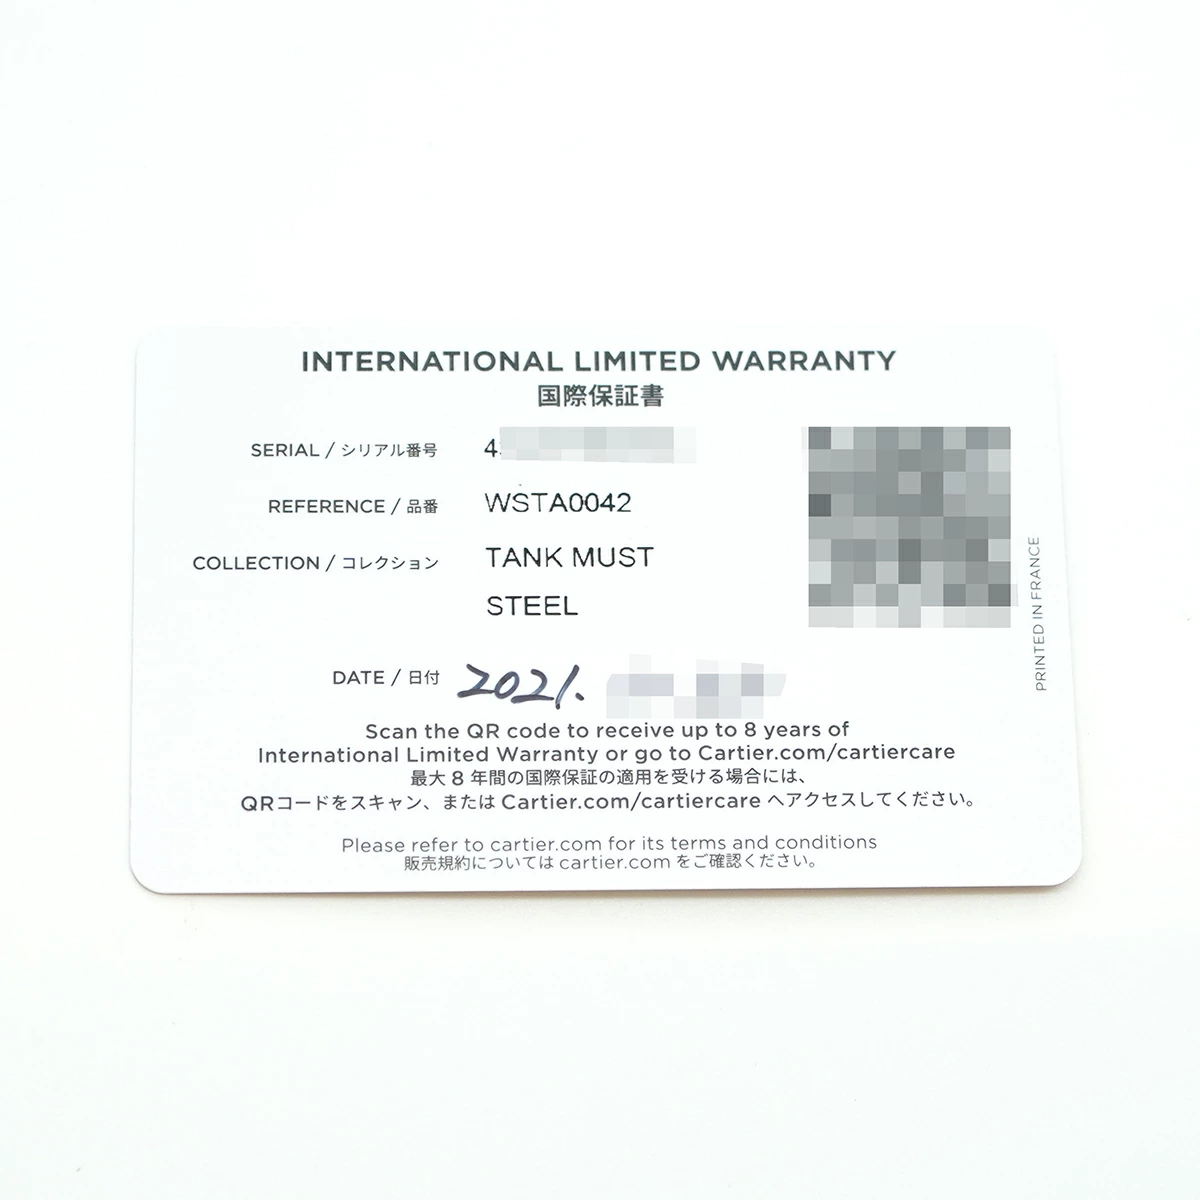 INTERNATIONAL LIMITED WARRANTY
国際保証書
SERIAL / シリアル番号 4
REFERENCE / 品番 WSTA0042
COLLECTION / コレクション TANK MUST
STEEL
DATE / 日付 2021.
Scan the QR code to receive up to 8 years of
International Limited Warranty or go to Cartier.com/cartiercare
最大 8 年間の国際保証の適用を受ける場合には、
QRコードをスキャン、または Cartier.com/cartiercare へアクセスしてください。
Please refer to cartier.com for its terms and conditions
販売規約については cartier.com をご確認ください。
PRINTED IN FRANCE